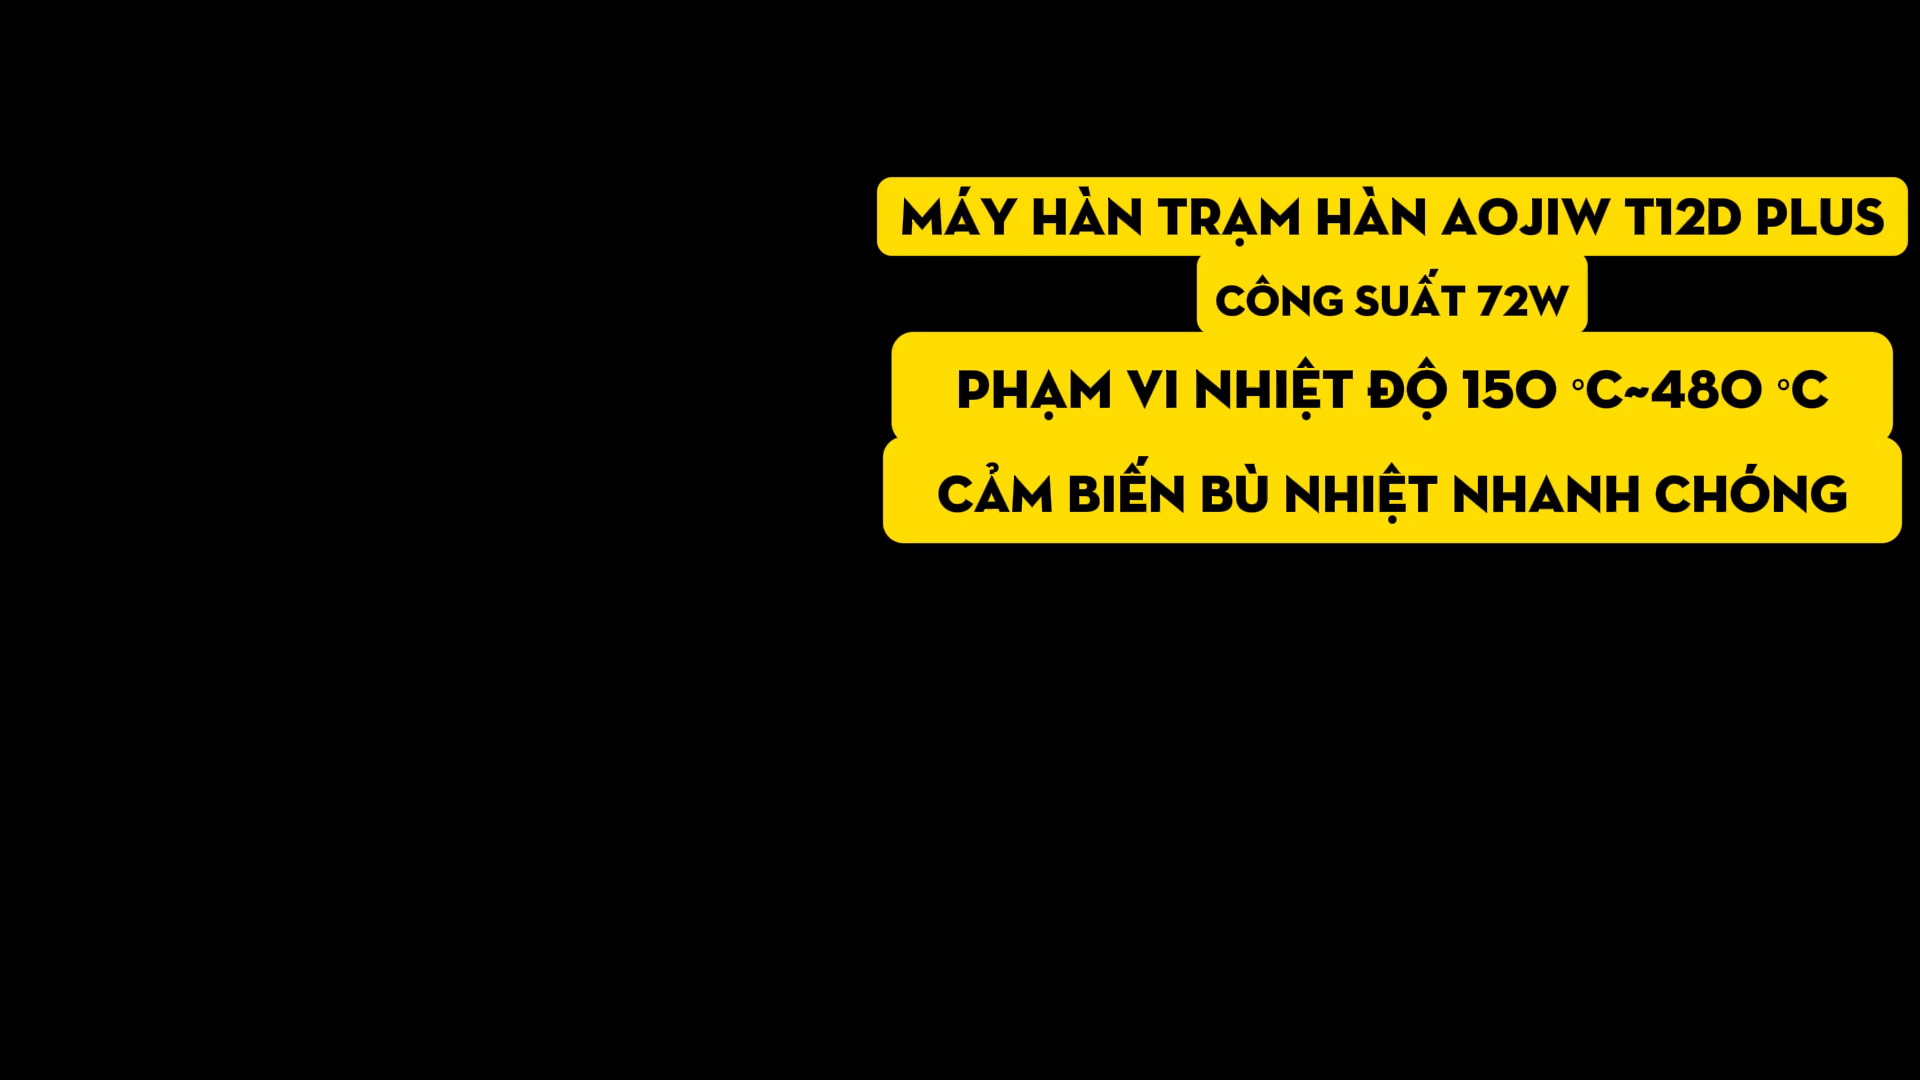 MÁY HÀN TRẠM HÀN AOJIW T12D PLUS
CÔNG SUẤT 72W
PHẠM VI NHIỆT ĐỘ 150 °C~480 °C
CẢM BIẾN BÙ NHIỆT NHANH CHÓNG